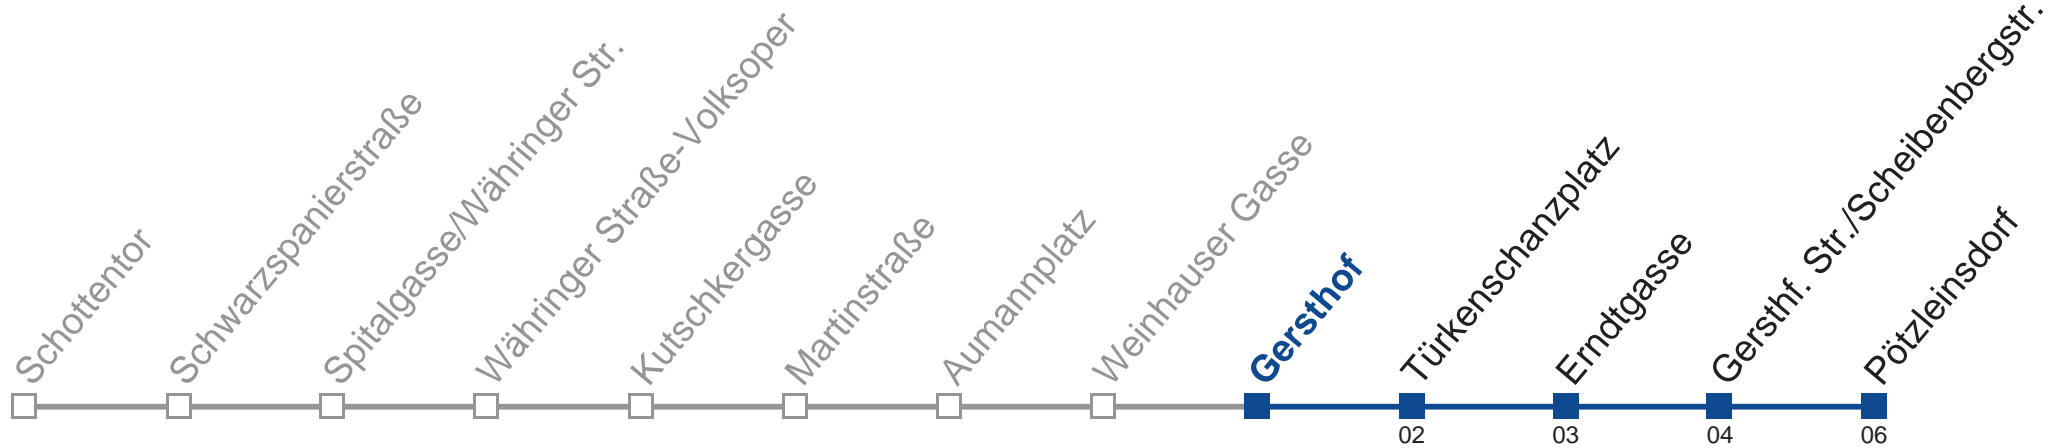 Schottentor
Schwarzspanierstraße
Spitalgasse/Währinger Str.
Währinger Straße-Volksoper
Kutschkergasse
Martinstraße
Aumannplatz
Weinhauser Gasse
Gersthof
Türkenschanzplatz
Erndtgasse
Gersthf. Str./Scheibenbergstr.
Pötzleinsdorf
02 03 04 06